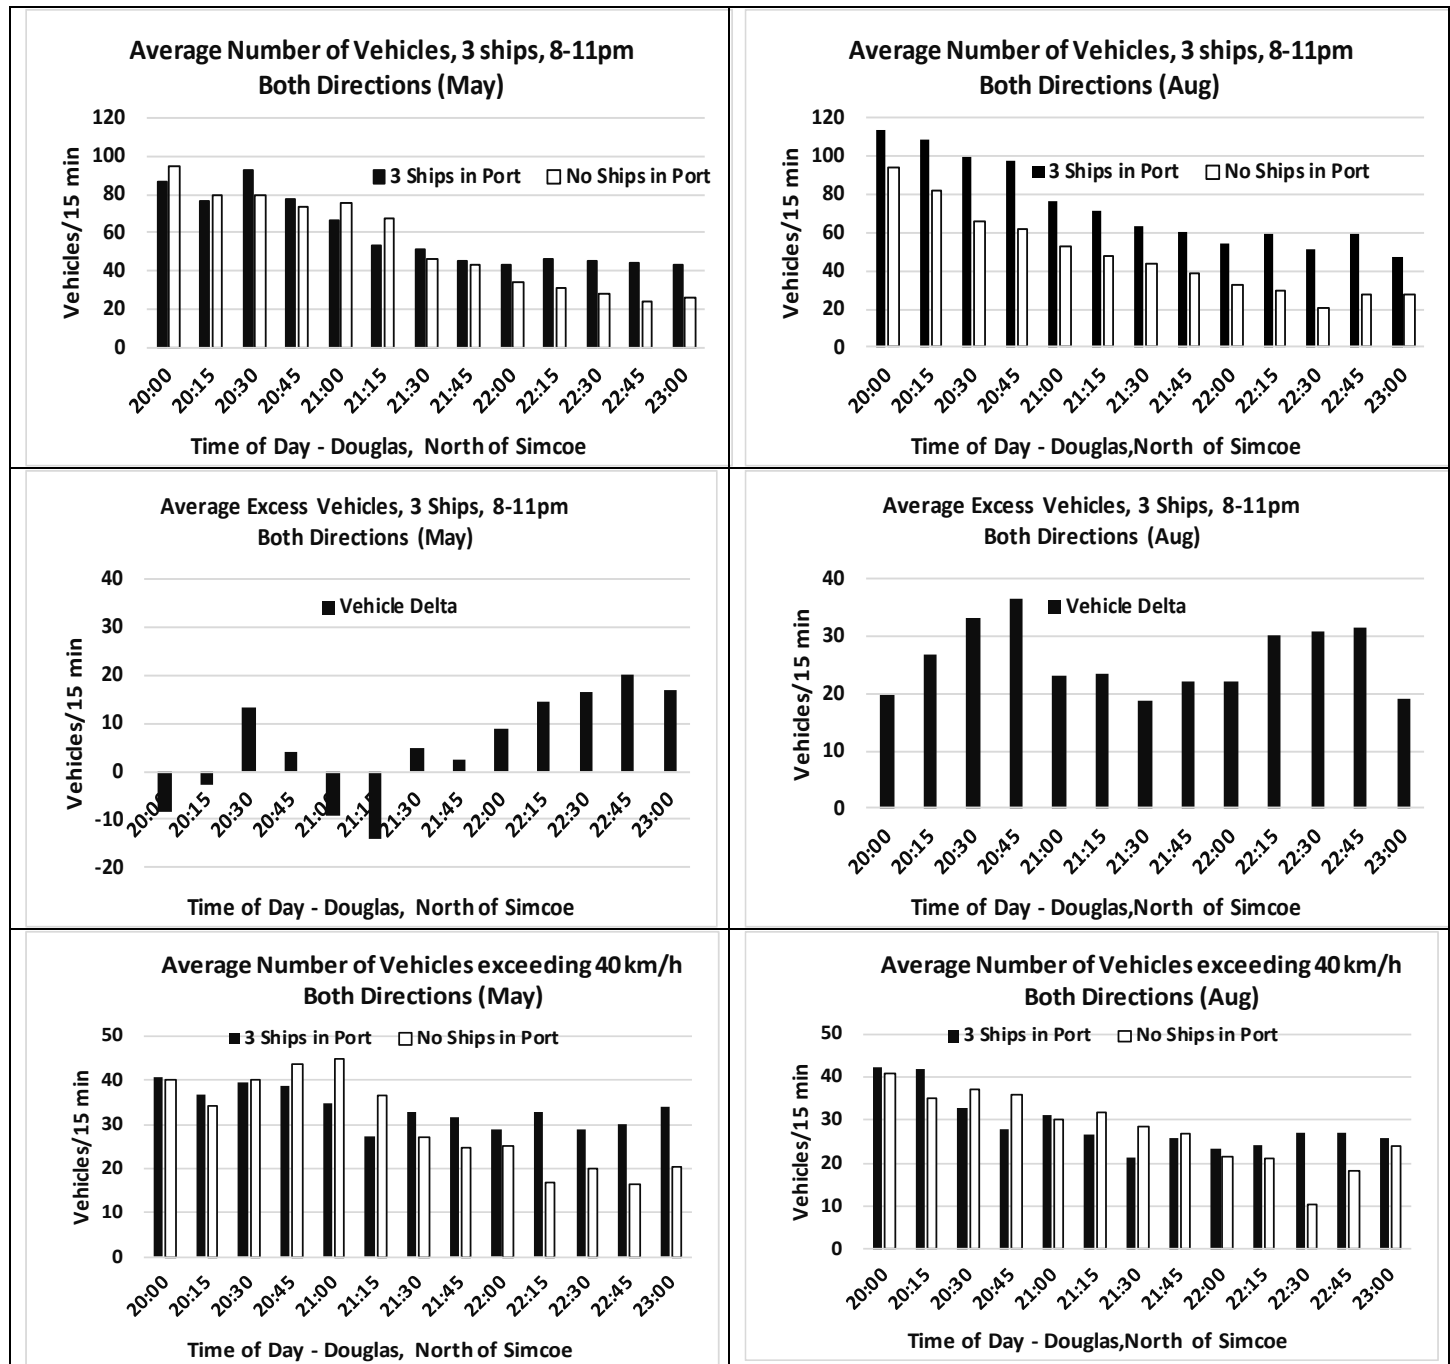 Average Number of Vehicles, 3 ships, 8-11pm
Both Directions (May)
Vehicles/15 min
120
100
80
60
40
20
0
3 Ships in Port
No Ships in Port
20:00 20:15 20:30 20:45 21:00 21:15 21:30 21:45 22:00 22:15 22:30 22:45 23:00
Time of Day - Douglas, North of Simcoe
Average Number of Vehicles, 3 ships, 8-11pm
Both Directions (Aug)
Vehicles/15 min
120
100
80
60
40
20
0
3 Ships in Port
No Ships in Port
20:00 20:15 20:30 20:45 21:00 21:15 21:30 21:45 22:00 22:15 22:30 22:45 23:00
Time of Day - Douglas,North of Simcoe
Average Excess Vehicles, 3 Ships, 8-11pm
Both Directions (May)
Vehicles/15 min
40
30
20
10
0
-10
-20
Vehicle Delta
20:00 20:15 20:30 20:45 21:00 21:15 21:30 21:45 22:00 22:15 22:30 22:45 23:00
Time of Day - Douglas, North of Simcoe
Average Excess Vehicles, 3 Ships, 8-11pm
Both Directions (Aug)
Vehicles/15 min
40
30
20
10
0
Vehicle Delta
20:00 20:15 20:30 20:45 21:00 21:15 21:30 21:45 22:00 22:15 22:30 22:45 23:00
Time of Day - Douglas,North of Simcoe
Average Number of Vehicles exceeding 40 km/h
Both Directions (May)
Vehicles/15 min
50
40
30
20
10
0
3 Ships in Port
No Ships in Port
20:00 20:15 20:30 20:45 21:00 21:15 21:30 21:45 22:00 22:15 22:30 22:45 23:00
Time of Day - Douglas, North of Simcoe
Average Number of Vehicles exceeding 40 km/h
Both Directions (Aug)
Vehicles/15 min
50
40
30
20
10
0
3 Ships in Port
No Ships in Port
20:00 20:15 20:30 20:45 21:00 21:15 21:30 21:45 22:00 22:15 22:30 22:45 23:00
Time of Day - Douglas,North of Simcoe